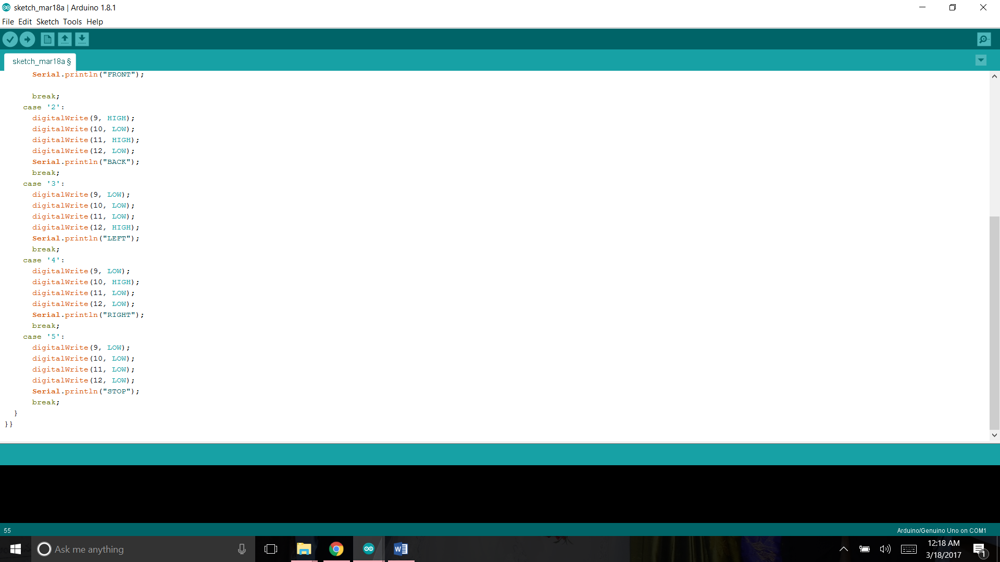 sketch_mar18a | Arduino 1.8.1
File Edit Sketch Tools Help
sketch_mar18a §
Serial.println("FRONT");
break;
case '2':
digitalWrite(9, HIGH);
digitalWrite(10, LOW);
digitalWrite(11, HIGH);
digitalWrite(12, LOW);
Serial.println("BACK");
break;
case '3':
digitalWrite(9, LOW);
digitalWrite(10, LOW);
digitalWrite(11, LOW);
digitalWrite(12, HIGH);
Serial.println("LEFT");
break;
case '4':
digitalWrite(9, LOW);
digitalWrite(10, HIGH);
digitalWrite(11, LOW);
digitalWrite(12, LOW);
Serial.println("RIGHT");
break;
case '5':
digitalWrite(9, LOW);
digitalWrite(10, LOW);
digitalWrite(11, LOW);
digitalWrite(12, LOW);
Serial.println("STOP");
break;
}
}}
55
Arduino/Genuino Uno on COM1
Ask me anything
12:18 AM
3/18/2017
1